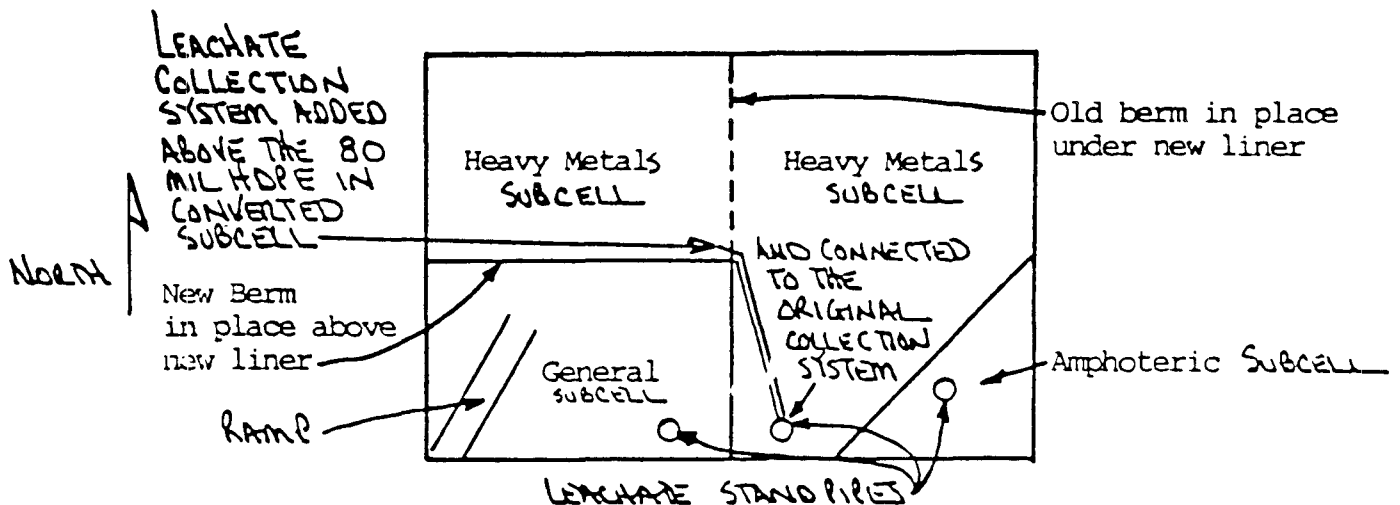 LEACHATE
COLLECTION
SYSTEM ADDED
ABOVE THE 80
MIL HDPE IN
CONVERTED
SUBCELL
NORTH
New Berm
in place above
new liner
RAMP
Heavy Metals
SUBCELL
Heavy Metals
SUBCELL
Old berm in place
under new liner
AND CONNECTED
TO THE
ORIGINAL
COLLECTION
SYSTEM
General
SUBCELL
Amphoteric SUBCELL
LEACHATE STANDPIPES